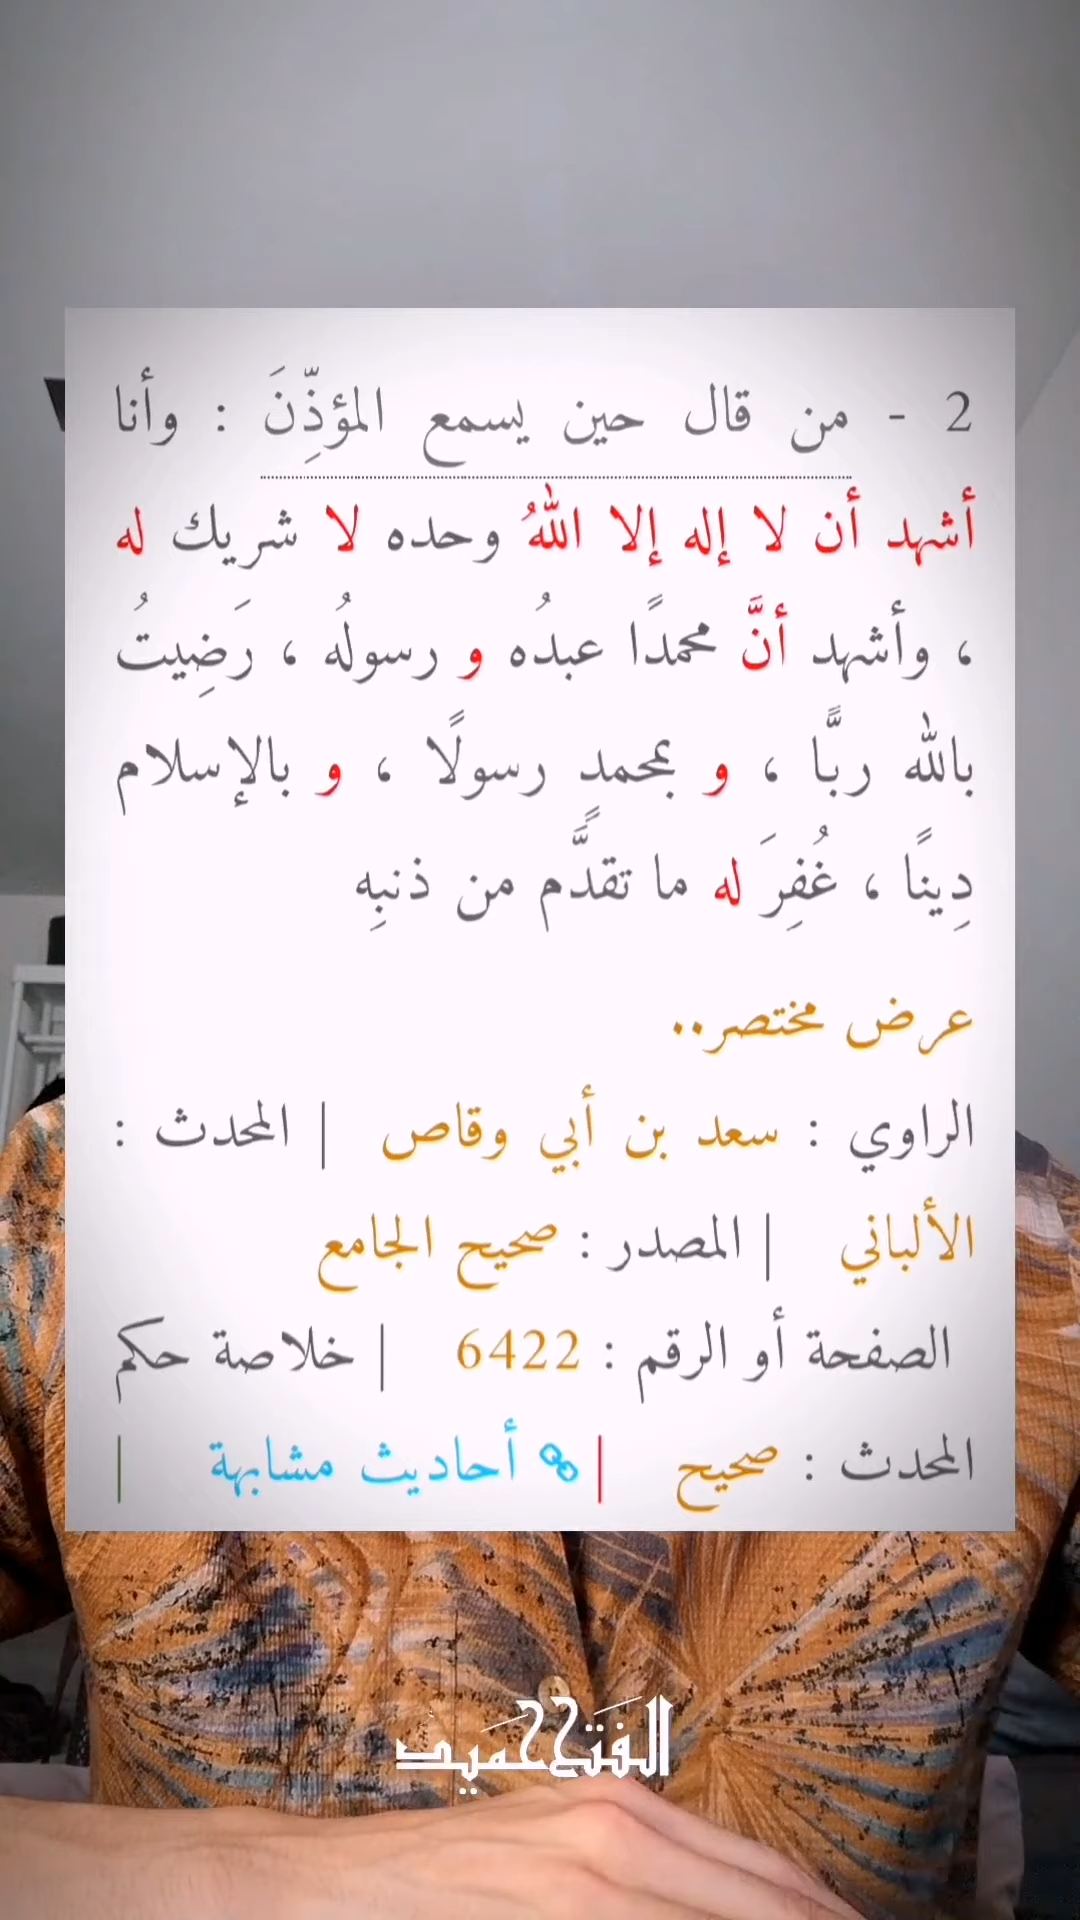 2 - من قال حين يسمع المؤذِّنَ : وأنا
أشهد أن لا إله إلا اللهُ وحده لا شريك له
، وأشهد أنَّ محمدًا عبدُه و رسولُه ، رَضِيتُ
بالله ربًّا ، و بمحمدٍ رسولًا ، و بالإسلام
دِينًا ، غُفِرَ له ما تقدَّم من ذنبِه
عرض مختصر..
الراوي : سعد بن أبي وقاص | المحدث :
الألباني | المصدر : صحيح الجامع
الصفحة أو الرقم : 6422 | خلاصة حكم
المحدث : صحيح | أحاديث مشابهة |